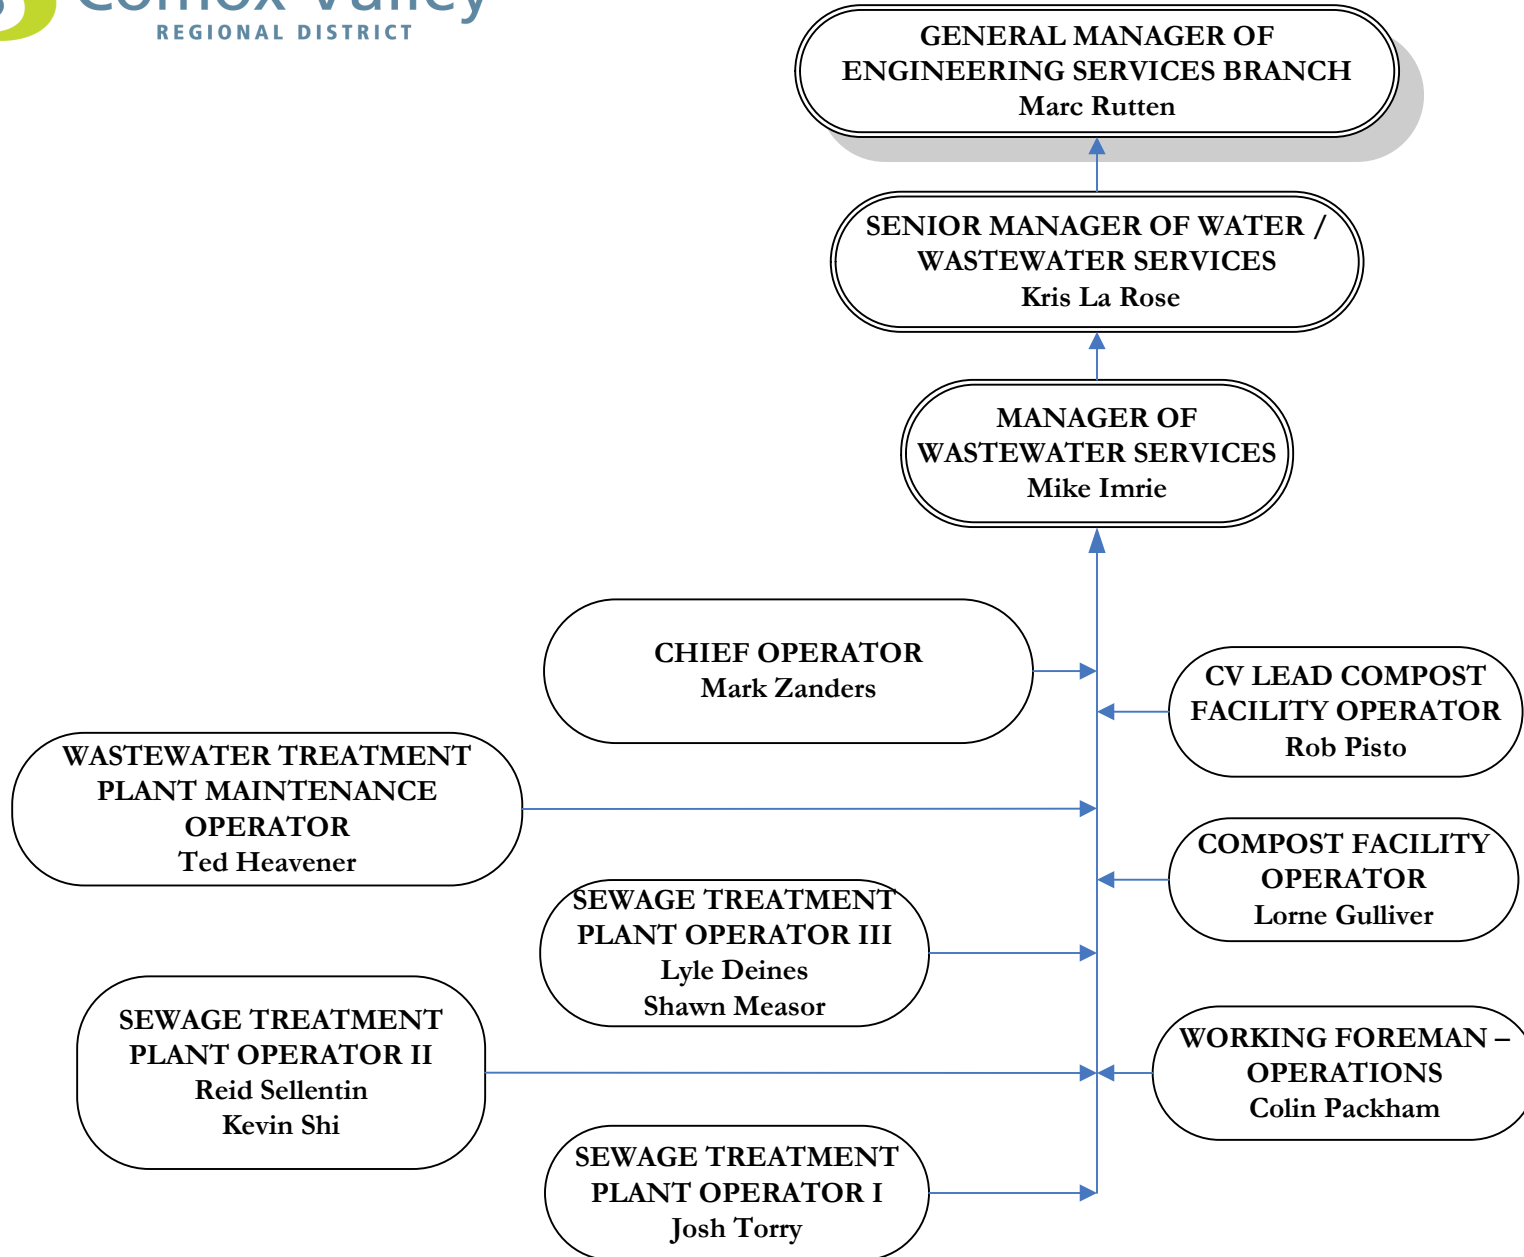 Comox Valley
REGIONAL DISTRICT
GENERAL MANAGER OF
ENGINEERING SERVICES BRANCH
Marc Rutten
SENIOR MANAGER OF WATER /
WASTEWATER SERVICES
Kris La Rose
MANAGER OF
WASTEWATER SERVICES
Mike Imrie
CHIEF OPERATOR
Mark Zanders
CV LEAD COMPOST
FACILITY OPERATOR
Rob Pisto
WASTEWATER TREATMENT
PLANT MAINTENANCE
OPERATOR
Ted Heavener
COMPOST FACILITY
OPERATOR
Lorne Gulliver
SEWAGE TREATMENT
PLANT OPERATOR III
Lyle Deines
Shawn Measor
SEWAGE TREATMENT
PLANT OPERATOR II
Reid Sellentin
Kevin Shi
WORKING FOREMAN –
OPERATIONS
Colin Packham
SEWAGE TREATMENT
PLANT OPERATOR I
Josh Torry